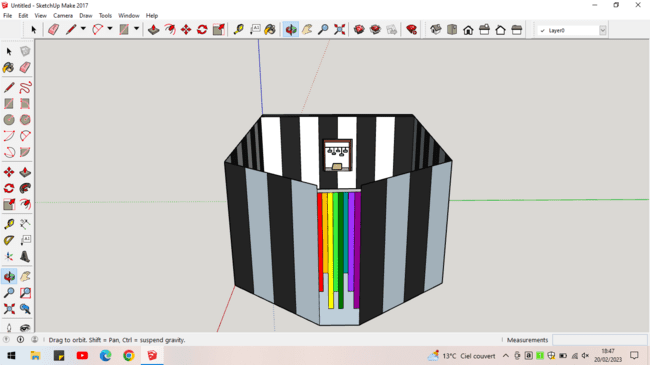 Untitled - SketchUp Make 2017
File Edit View Camera Draw Tools Window Help
Layer0
Drag to orbit. Shift = Pan, Ctrl = suspend gravity.
Measurements
13°C Ciel couvert
19:47
20/02/2023